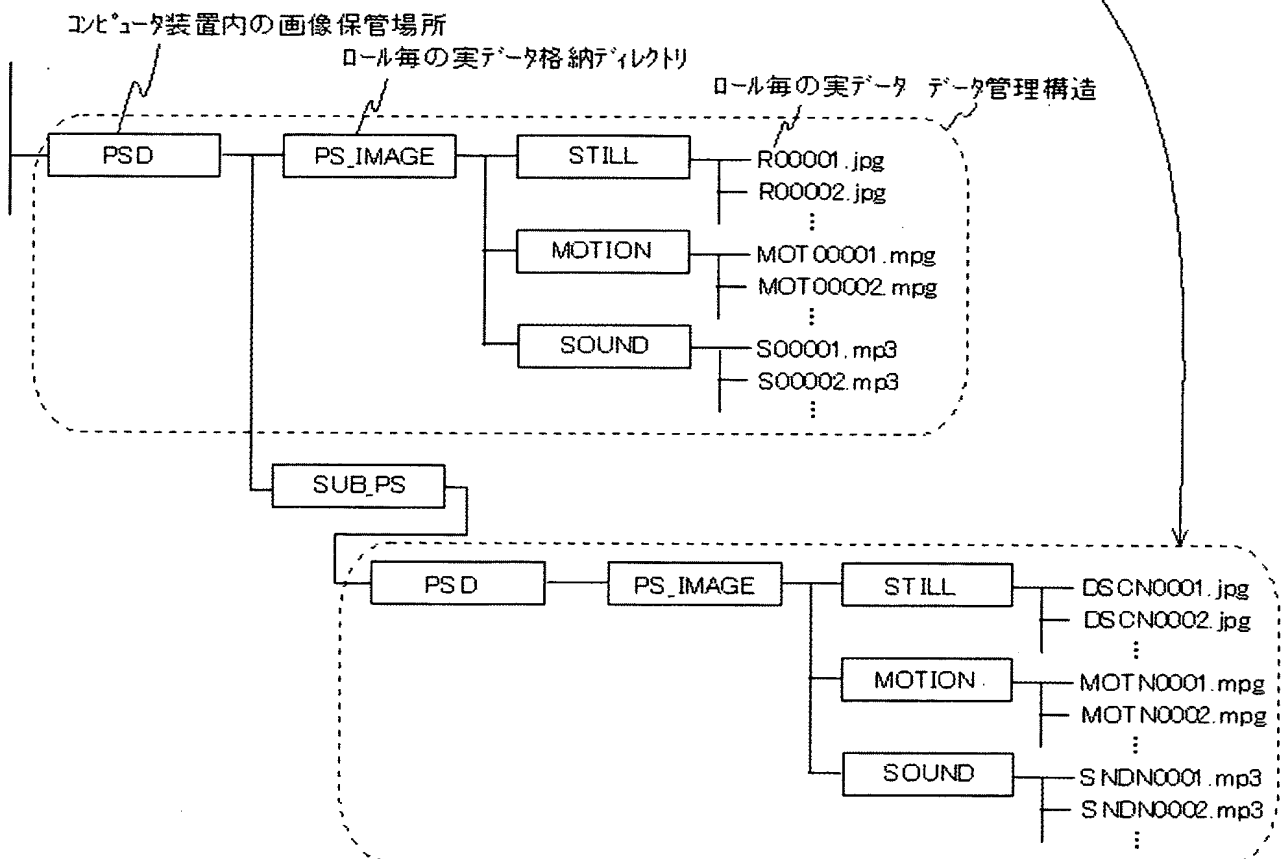 コンピュータ装置内の画像保管場所
ロール毎の実データ格納ディレクトリ
ロール毎の実データ データ管理構造
PSD PS_IMAGE STILL R00001.jpg
R00002.jpg
⋮
MOTION MOT00001.mpg
MOT00002.mpg
⋮
SOUND S00001.mp3
S00002.mp3
⋮
SUB_PS
PSD PS_IMAGE STILL DSCN0001.jpg
DSCN0002.jpg
⋮
MOTION MOTN0001.mpg
MOTN0002.mpg
⋮
SOUND SNDN0001.mp3
SNDN0002.mp3
⋮